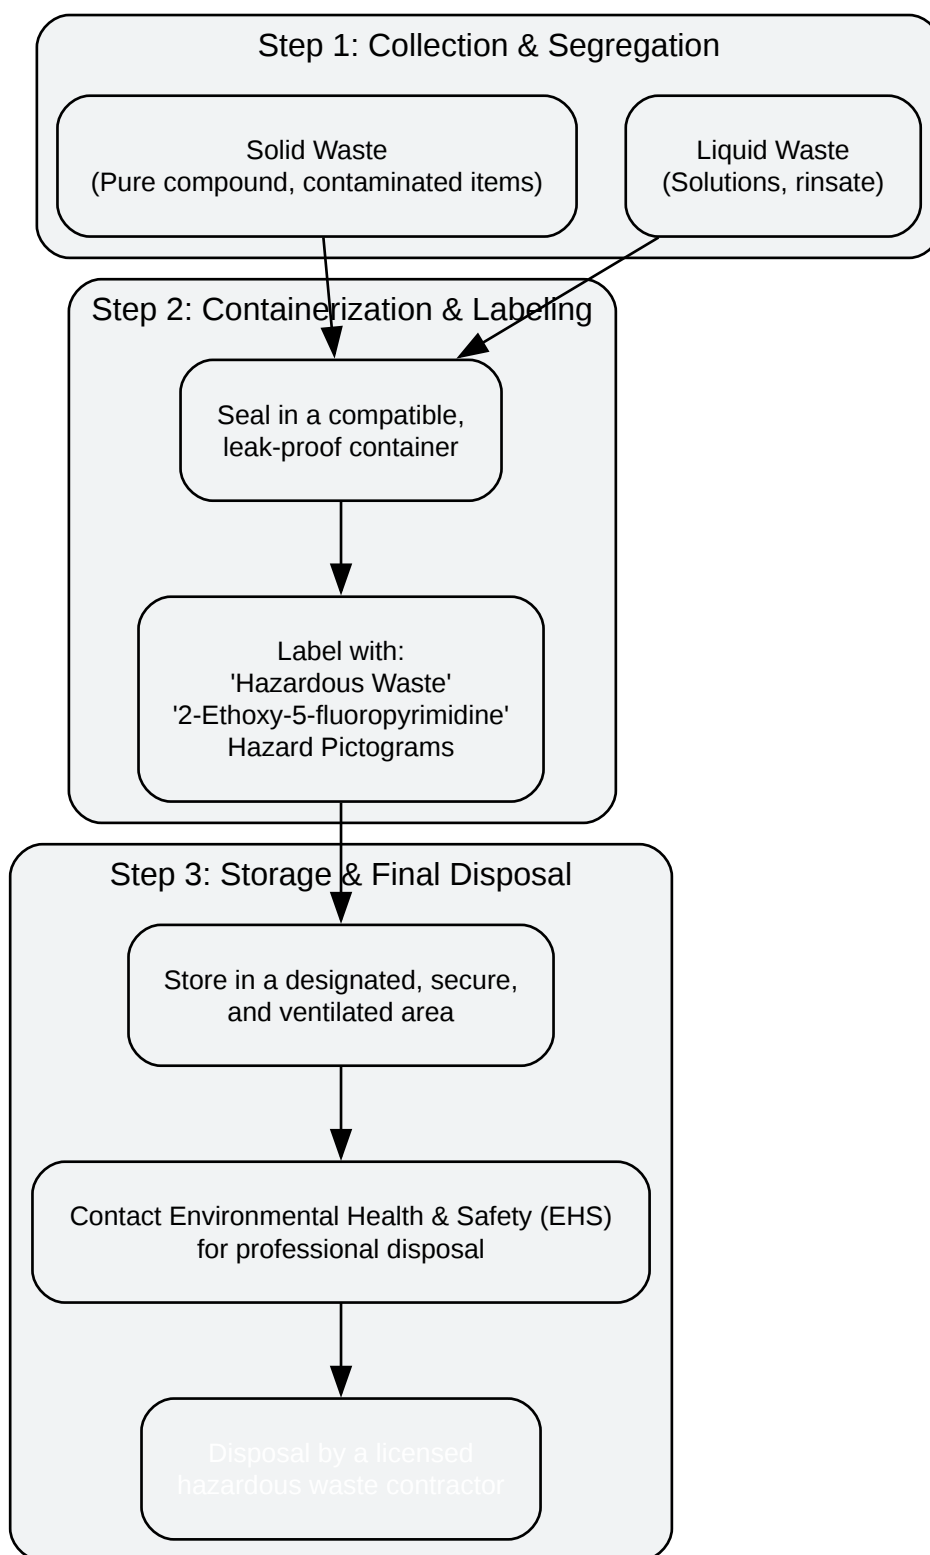 Step 1: Collection & Segregation
Solid Waste
(Pure compound, contaminated items)
Liquid Waste
(Solutions, rinsate)
Step 2: Containerization & Labeling
Seal in a compatible,
leak-proof container
Label with:
'Hazardous Waste'
'2-Ethoxy-5-fluoropyrimidine'
Hazard Pictograms
Step 3: Storage & Final Disposal
Store in a designated, secure,
and ventilated area
Contact Environmental Health & Safety (EHS)
for professional disposal
Disposal by a licensed
hazardous waste contractor